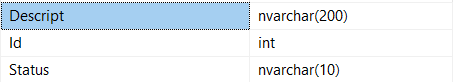 Descript nvarchar(200)
Id int
Status nvarchar(10)